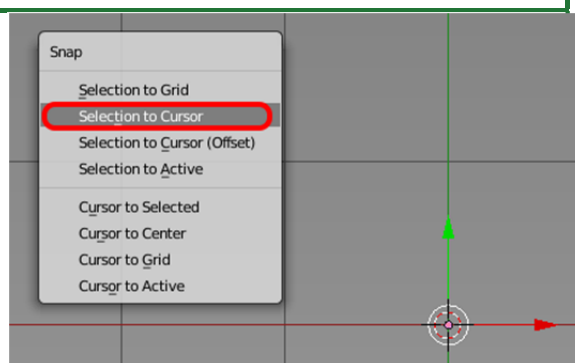 Snap
Selection to Grid
Selection to Cursor
Selection to Cursor (Offset)
Selection to Active
Cursor to Selected
Cursor to Center
Cursor to Grid
Cursor to Active